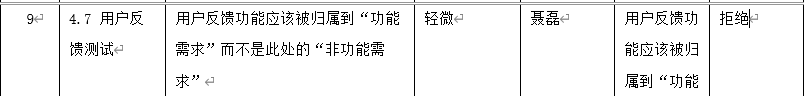 9
4.7 用户反
馈测试
用户反馈功能应该被归属到“功能
需求”而不是此处的“非功能需
求”
轻微
聂磊
用户反馈功
能应该被归
属到“功能
拒绝